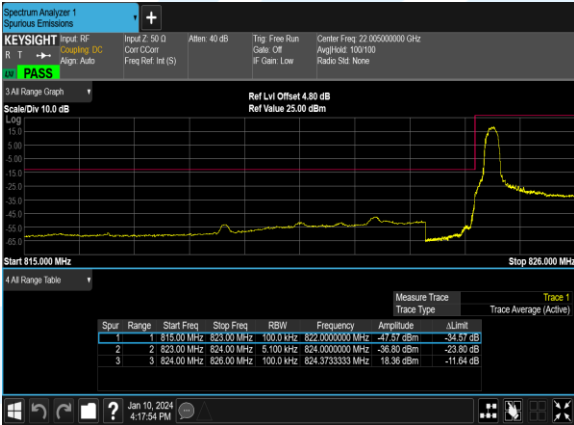 Spectrum Analyzer 1
Spurious Emissions
+
KEYSIGHT Input: RF Input Z: 50 Ω Atten: 40 dB Trig: Free Run Center Freq: 22.005000000 GHz
R T Coupling: DC Corr CCorr Gate: Off Avg|Hold: 100/100
Align: Auto Freq Ref: Int (S) IF Gain: Low Radio Std: None
PASS
3 All Range Graph
Ref Lvl Offset 4.80 dB
Scale/Div 10.0 dB Ref Value 25.00 dBm
Log
15.0
5.00
-5.00
-15.0
-25.0
-35.0
-45.0
-55.0
-65.0
Start 815.000 MHz Stop 826.000 MHz
4 All Range Table
Measure Trace Trace 1
Trace Type Trace Average (Active)
Spur Range Start Freq Stop Freq RBW Frequency Amplitude ΔLimit
1 1 815.00 MHz 823.00 MHz 100.0 kHz 822.0000000 MHz -47.57 dBm -34.57 dB
2 2 823.00 MHz 824.00 MHz 5.100 kHz 824.0000000 MHz -36.80 dBm -23.80 dB
3 3 824.00 MHz 826.00 MHz 100.0 kHz 824.3733333 MHz 18.36 dBm -11.64 dB
? Jan 10, 2024
4:17:54 PM